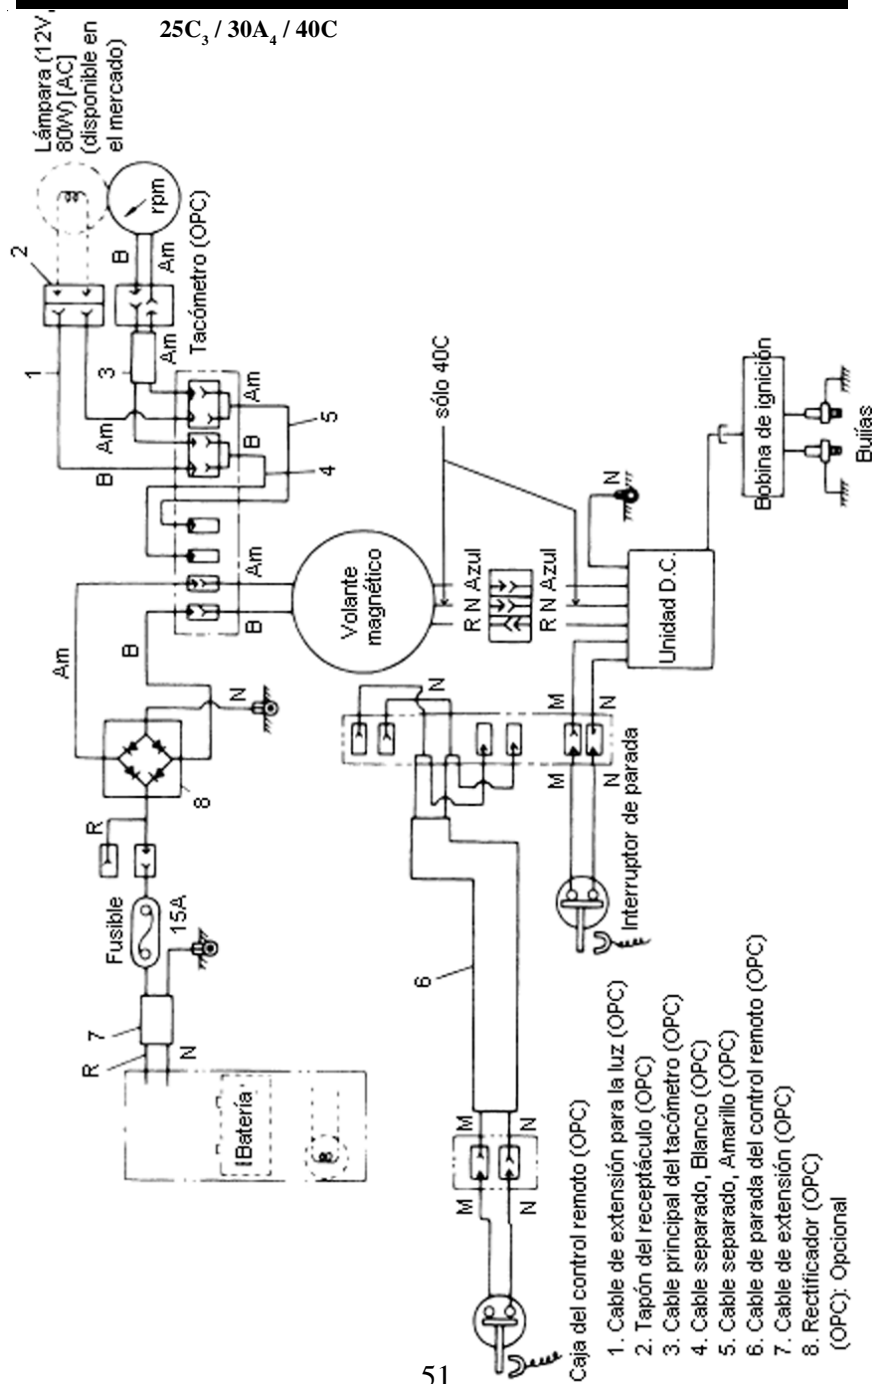 25C3 / 30A4 / 40C
Lámpara (12V,
80W) [AC]
(disponible en
el mercado)
rpm
Tacómetro (OPC)
2
1
B
Am
3
Am
Am
B
Am
B
5
4
Am
B
Am
B
N
8
R
Fusible
15A
7
R
N
Batería
Volante
magnético
sólo 40C
R N Azul
R N Azul
N
Unidad D.C.
Bobina de ignición
Bujías
N
M
N
M
N
Interruptor de parada
6
M
N
M
N
Caja del control remoto (OPC)
1. Cable de extensión para la luz (OPC)
2. Tapón del receptáculo (OPC)
3. Cable principal del tacómetro (OPC)
4. Cable separado, Blanco (OPC)
5. Cable separado, Amarillo (OPC)
6. Cable de parada del control remoto (OPC)
7. Cable de extensión (OPC)
8. Rectificador (OPC)
(OPC): Opcional
51